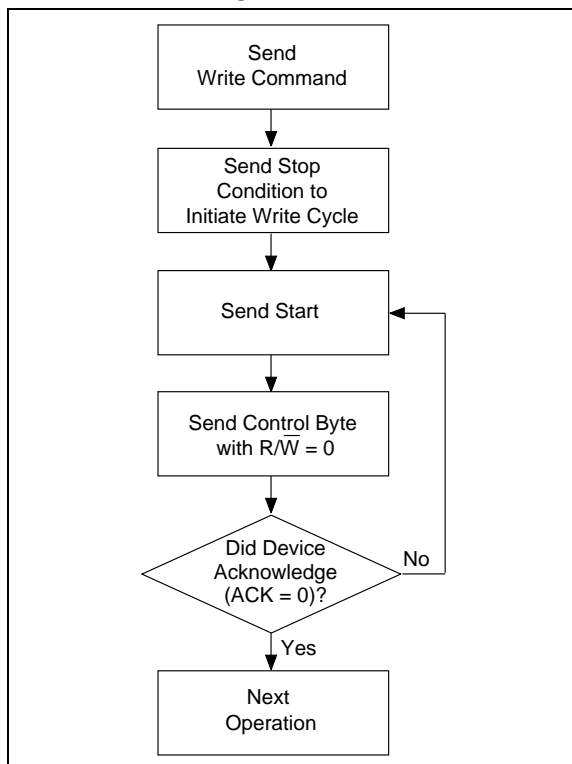 Send
Write Command
Send Stop
Condition to
Initiate Write Cycle
Send Start
Send Control Byte
with R/W̅ = 0
Did Device
Acknowledge
(ACK = 0)?
No
Yes
Next
Operation